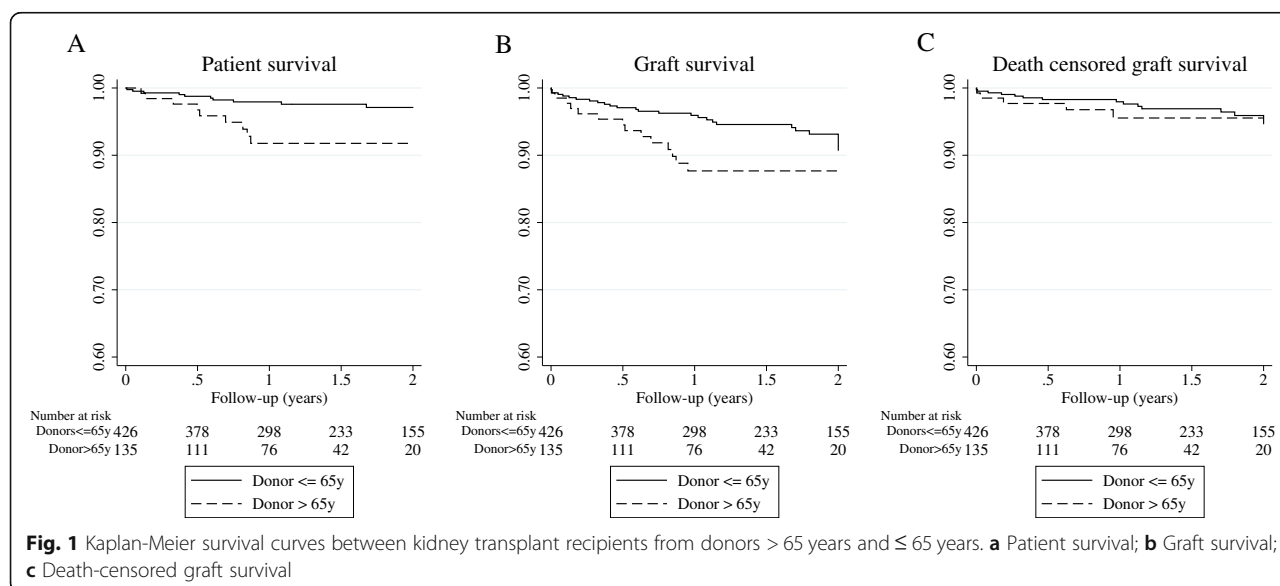 A
Patient survival
1.00
0.90
0.80
0.70
0.60
0 .5 1 1.5 2
Follow-up (years)
Number at risk
Donors<=65y 426 378 298 233 155
Donor>65y 135 111 76 42 20
Donor <= 65y
Donor > 65y
B
Graft survival
1.00
0.90
0.80
0.70
0.60
0 .5 1 1.5 2
Follow-up (years)
Number at risk
Donors<=65y 426 378 298 233 155
Donor>65y 135 111 76 42 20
Donor <= 65y
Donor > 65y
C
Death censored graft survival
1.00
0.90
0.80
0.70
0.60
0 .5 1 1.5 2
Follow-up (years)
Number at risk
Donors<=65y 426 378 298 233 155
Donor>65y 135 111 76 42 20
Donor <= 65y
Donor > 65y
Fig. 1 Kaplan-Meier survival curves between kidney transplant recipients from donors > 65 years and ≤ 65 years. a Patient survival; b Graft survival;
c Death-censored graft survival